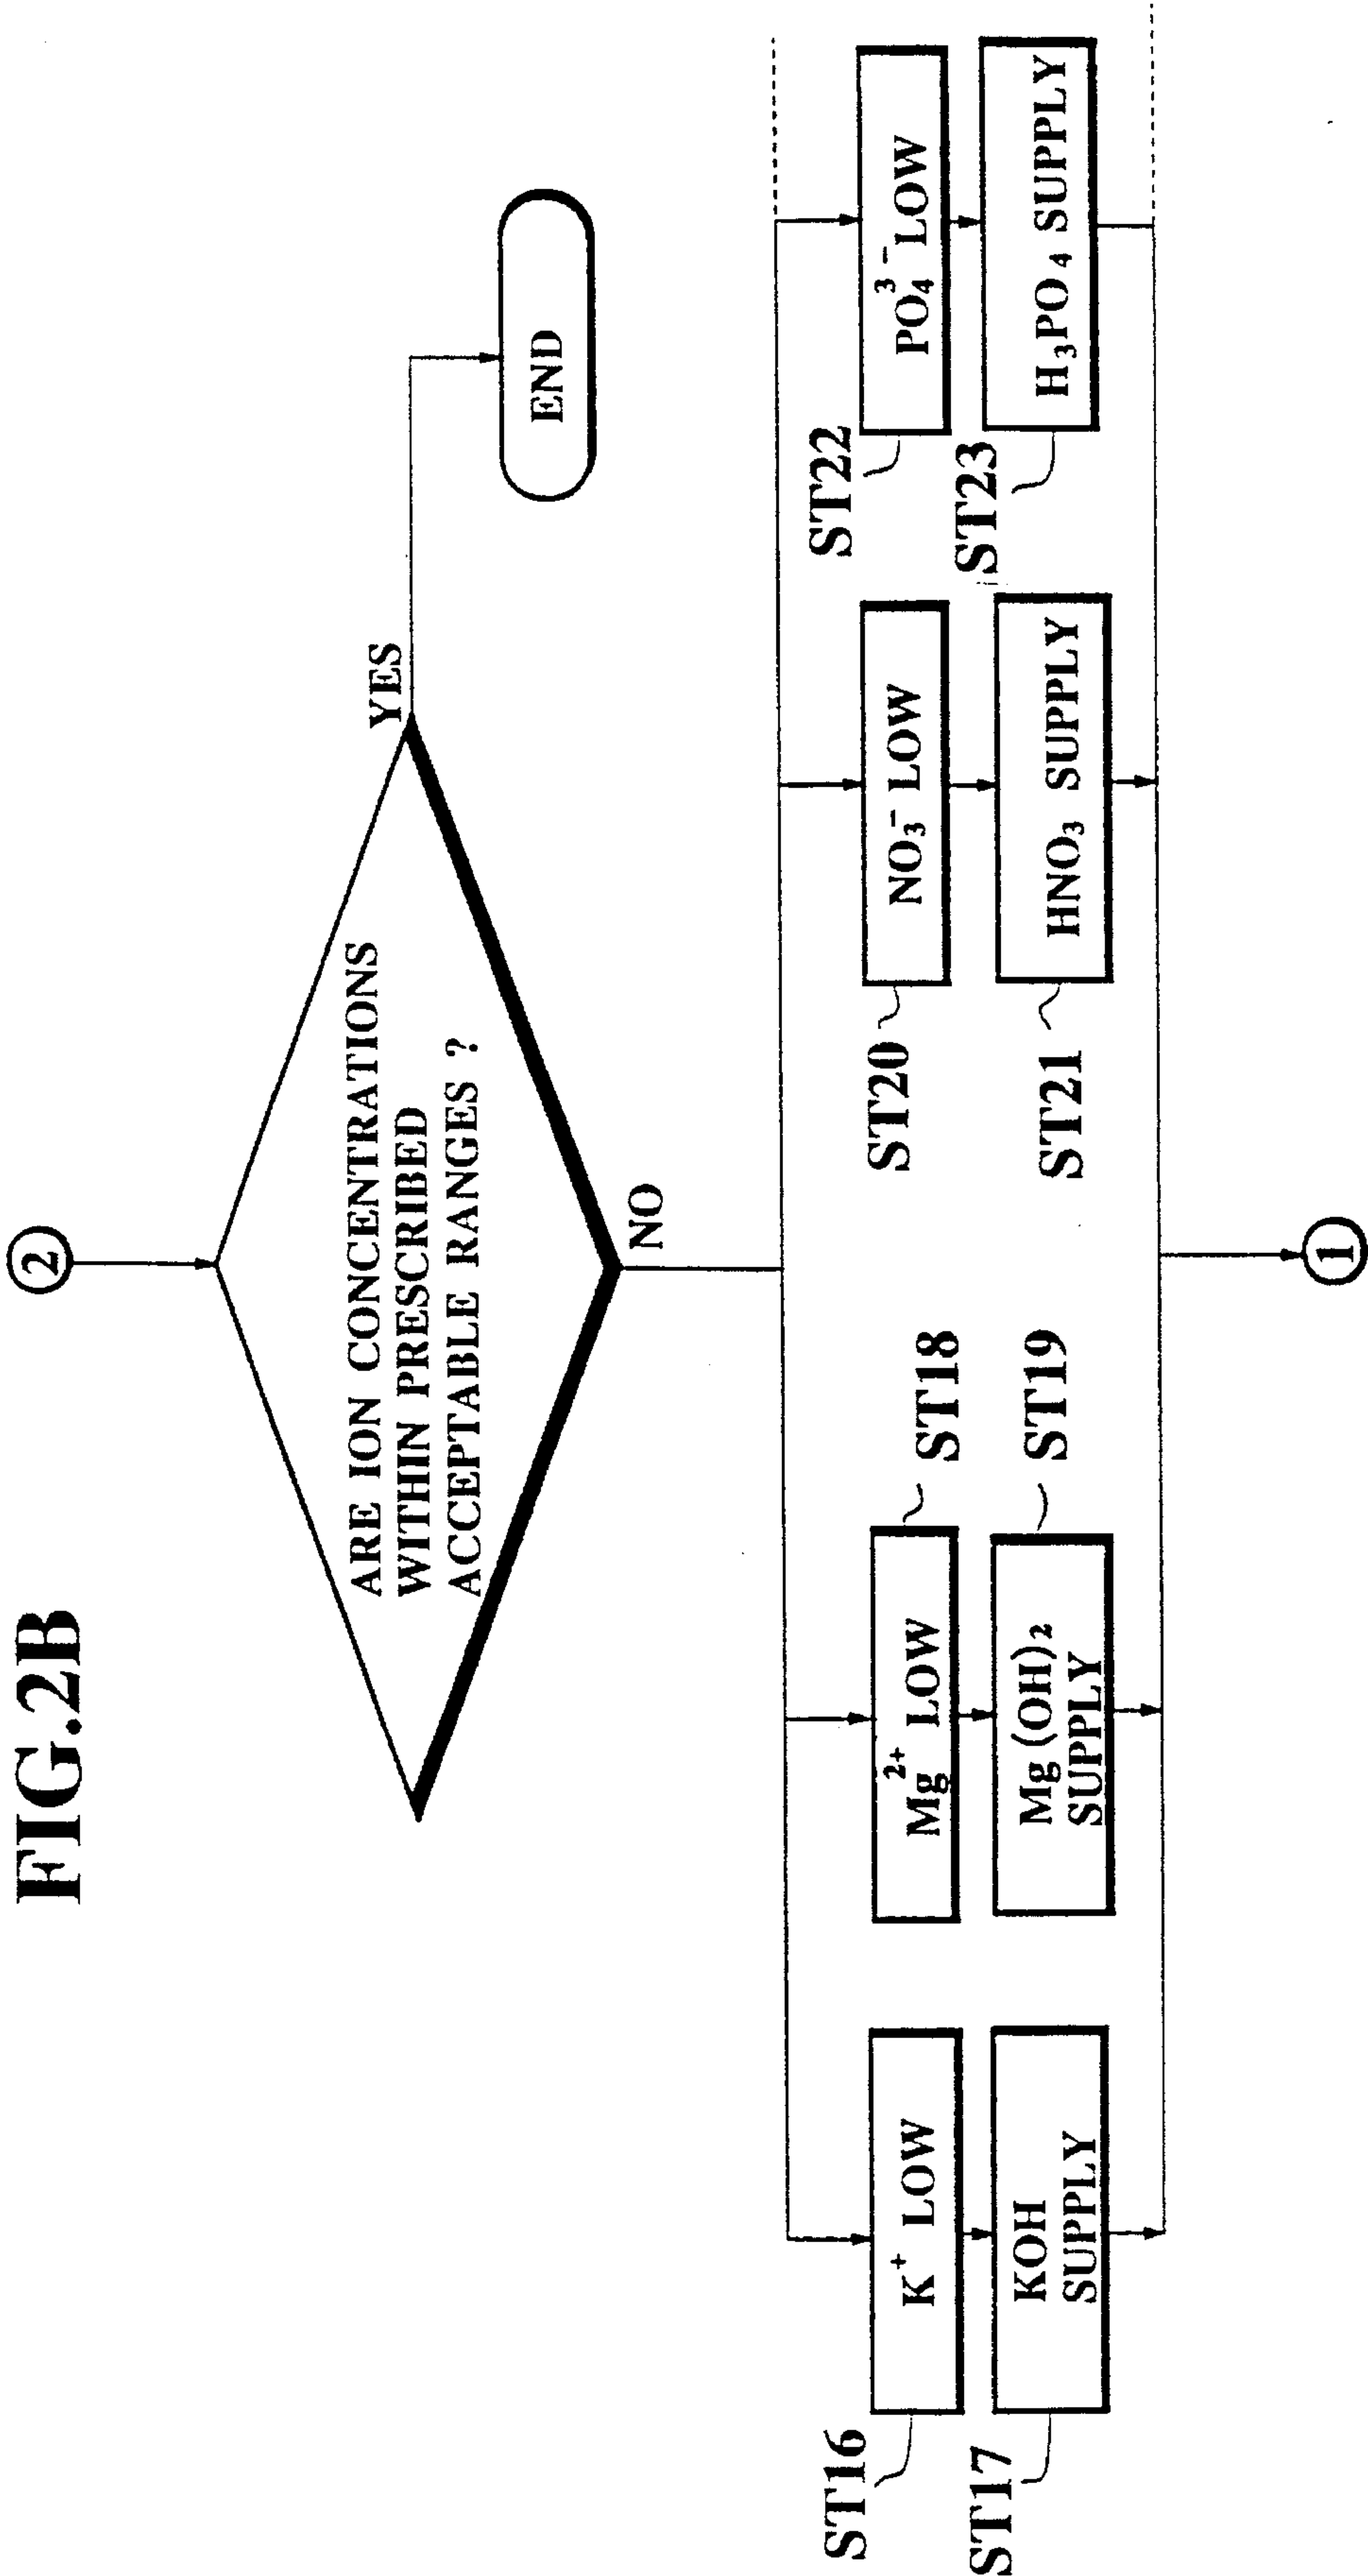 FIG.2B
2
ARE ION CONCENTRATIONS
WITHIN PRESCRIBED
ACCEPTABLE RANGES ?
YES
END
NO
ST16
K⁺ LOW
ST17
KOH
SUPPLY
Mg²⁺ LOW
ST18
Mg(OH)₂
SUPPLY
ST19
ST20
NO₃⁻ LOW
ST21
HNO₃ SUPPLY
ST22
PO₄³⁻ LOW
ST23
H₃PO₄ SUPPLY
1